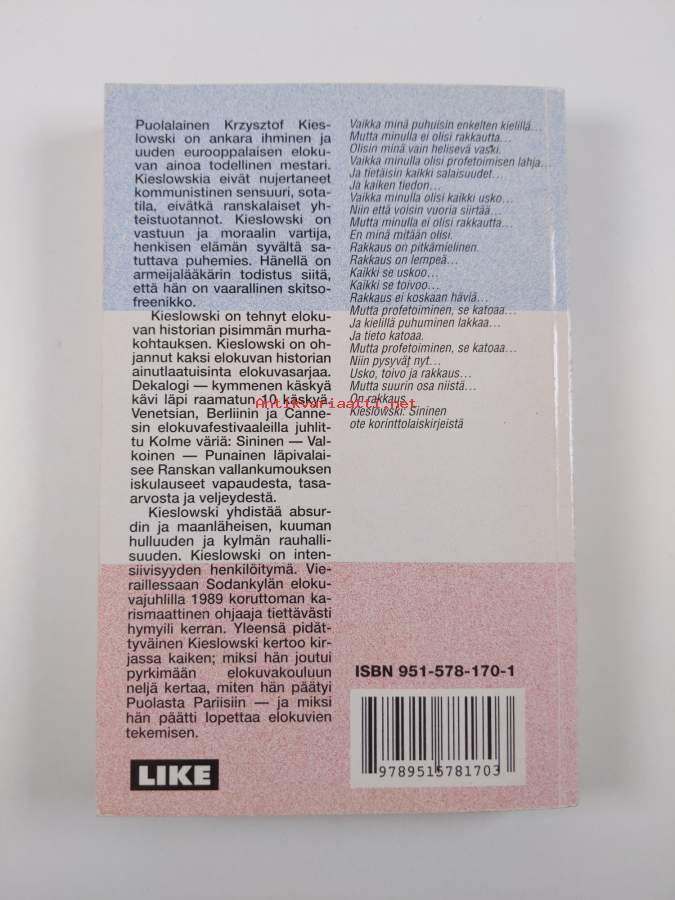 Puolalainen Krzysztof Kies-
lowski on ankara ihminen ja
uuden eurooppalaisen eloku-
van ainoa todellinen mestari.
Kieslowskia eivät nujertaneet
kommunistinen sensuuri, sota-
tila, eivätkä ranskalaiset yh-
teistuotannot. Kieslowski on
vastuun ja moraalin vartija,
henkisen elämän syvältä sa-
tuttava puhemies. Hänellä on
armeijalääkärin todistus siitä,
että hän on vaarallinen skitso-
freenikko.
Kieslowski on tehnyt eloku-
van historian pisimmän murha-
kohtauksen. Kieslowski on oh-
jannut kaksi elokuvan historian
ainutlaatuisinta elokuvasarjaa.
Dekalogi — kymmenen käskyä
kävi läpi raamatun 10 käskyä.
Venetsian, Berliinin ja Cannes-
sin elokuvafestivaaleilla juhlit-
tu Kolme väriä: Sininen — Val-
koinen — Punainen läpivalai-
see Ranskan vallankumouksen
iskulauseet vapaudesta, tasa-
arvosta ja veljeydestä.
Kieslowski yhdistää absur-
din ja maanläheisen, kuuman
hulluuden ja kylmän rauhalli-
suuden. Kieslowski on inten-
siivisyyden henkilöitymä. Vie-
raillessaan Sodankylän eloku-
vajuhlilla 1989 koruttoman ka-
rismaattinen ohjaaja tiettävästi
hymyili kerran. Yleensä pidät-
tyväinen Kieslowski kertoo kir-
jassa kaiken; miksi hän joutui
pyrkimään elokuvakouluun
neljä kertaa, miten hän päätyi
Puolasta Pariisiin — ja miksi
hän päätti lopettaa elokuvien
tekemisen.
LIKE
Vaikka minä puhuisin enkelten kielillä...
Mutta minulla ei olisi rakkautta...
Olisin minä vain helisevä vaski.
Vaikka minulla olisi profetoimisen lahja...
Ja tietäisin kaikki salaisuudet...
Ja kaiken tiedon...
Vaikka minulla olisi kaikki usko...
Niin että voisin vuoria siirtää...
Mutta minulla ei olisi rakkautta...
En minä mitään olisi.
Rakkaus on pitkämielinen.
Rakkaus on lempeä...
Kaikki se uskoo...
Kaikki se toivoo...
Rakkaus ei koskaan häviä...
Mutta profetoiminen, se katoaa...
Ja kielillä puhuminen lakkaa...
Ja tieto katoaa.
Mutta profetoiminen, se katoaa...
Niin pysyvät nyt...
Usko, toivo ja rakkaus...
Mutta suurin osa niistä...
On rakkaus.
Kieslowski: Sininen
ote korinttolaiskirjeistä
ISBN 951-578-170-1
9789515781703
Antikvariaatti.net